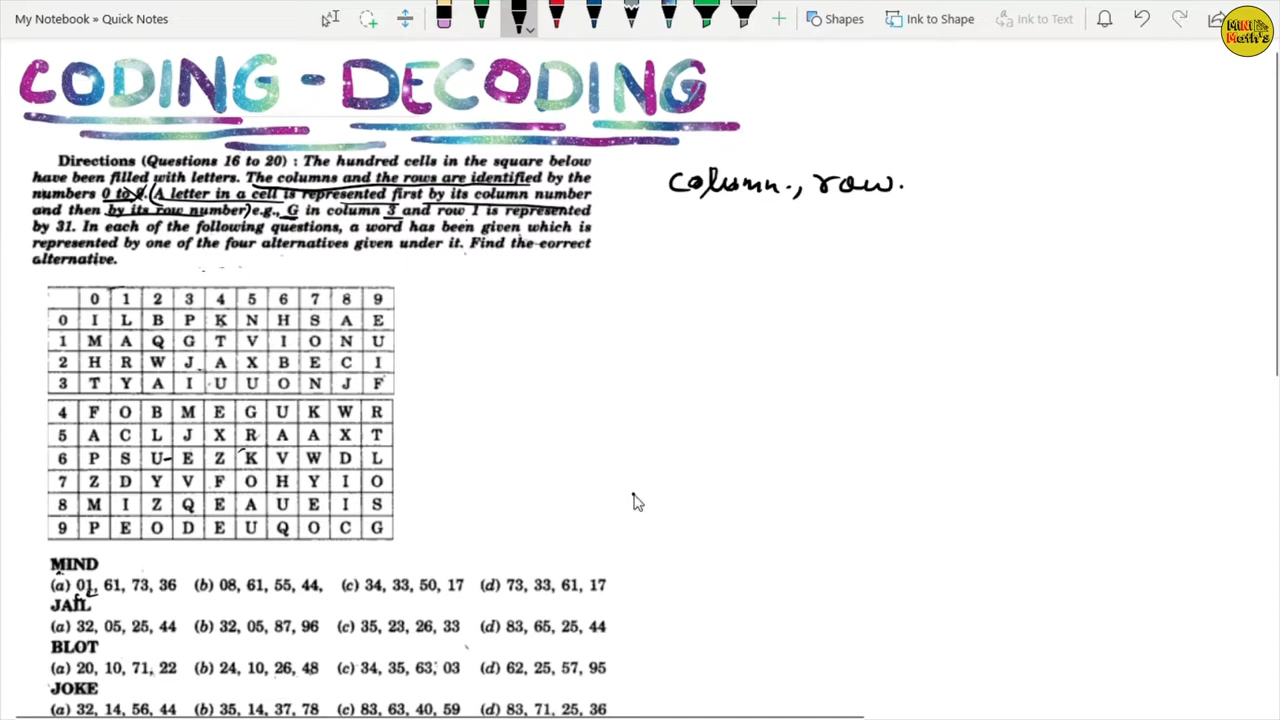 My Notebook » Quick Notes
Shapes
Ink to Shape
Ink to Text
MiNi
Math's
CODING - DECODING
Directions (Questions 16 to 20) : The hundred cells in the square below
have been filled with letters. The columns and the rows are identified by the
numbers 0 to 9. (A letter in a cell is represented first by its column number
and then by its row number) e.g., G in column 3 and row 1 is represented
by 31. In each of the following questions, a word has been given which is
represented by one of the four alternatives given under it. Find the correct
alternative.
column., row.
0 1 2 3 4 5 6 7 8 9
0 I L B P K N H S A E
1 M A Q G T V I O N U
2 H R W J A X B E C I
3 T Y A I U U O N J F
4 F O B M E G U K W R
5 A C L J X R A A X T
6 P S U E Z K V W D L
7 Z D Y V F O H Y I O
8 M I Z Q E A U E I S
9 P E O D E U Q O C G
MIND
(a) 01, 61, 73, 36 (b) 08, 61, 55, 44, (c) 34, 33, 50, 17 (d) 73, 33, 61, 17
JAIL
(a) 32, 05, 25, 44 (b) 32, 05, 87, 96 (c) 35, 23, 26, 33 (d) 83, 65, 25, 44
BLOT
(a) 20, 10, 71, 22 (b) 24, 10, 26, 48 (c) 34, 35, 63, 03 (d) 62, 25, 57, 95
JOKE
(a) 32, 14, 56, 44 (b) 35, 14, 37, 78 (c) 83, 63, 40, 59 (d) 83, 71, 25, 36